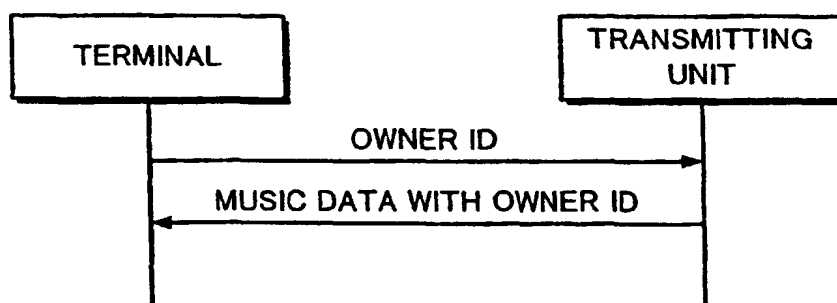 TERMINAL
TRANSMITTING
UNIT
OWNER ID
MUSIC DATA WITH OWNER ID